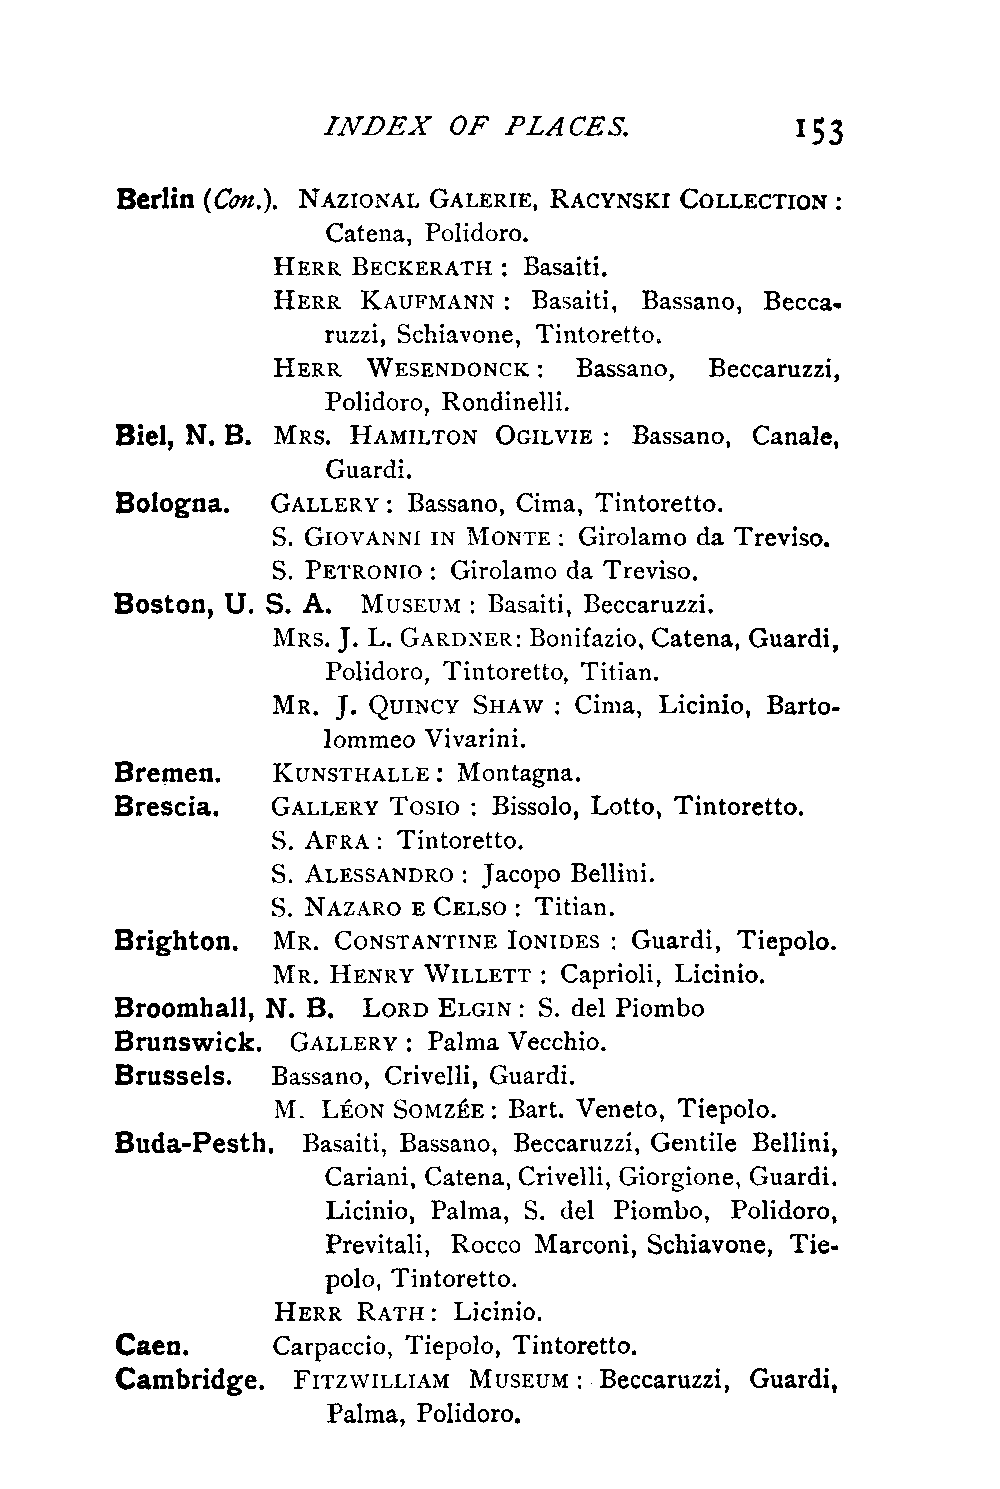 INDEX OF PLACES. 153
Berlin (Con.). NAZIONAL GALERIE, RACYNSKI COLLECTION :
Catena, Polidoro.
HERR BECKERATH : Basaiti.
HERR KAUFMANN : Basaiti, Bassano, Becca-
ruzzi, Schiavone, Tintoretto.
HERR WESENDONCK : Bassano, Beccaruzzi,
Polidoro, Rondinelli.
Biel, N. B. MRS. HAMILTON OGILVIE : Bassano, Canale,
Guardi.
Bologna. GALLERY : Bassano, Cima, Tintoretto.
S. GIOVANNI IN MONTE : Girolamo da Treviso.
S. PETRONIO : Girolamo da Treviso.
Boston, U. S. A. MUSEUM : Basaiti, Beccaruzzi.
MRS. J. L. GARDNER: Bonifazio, Catena, Guardi,
Polidoro, Tintoretto, Titian.
MR. J. QUINCY SHAW : Cima, Licinio, Barto-
lommeo Vivarini.
Bremen. KUNSTHALLE : Montagna.
Brescia. GALLERY TOSIO : Bissolo, Lotto, Tintoretto.
S. AFRA : Tintoretto.
S. ALESSANDRO : Jacopo Bellini.
S. NAZARO E CELSO : Titian.
Brighton. MR. CONSTANTINE IONIDES : Guardi, Tiepolo.
MR. HENRY WILLETT : Caprioli, Licinio.
Broomhall, N. B. LORD ELGIN : S. del Piombo
Brunswick. GALLERY : Palma Vecchio.
Brussels. Bassano, Crivelli, Guardi.
M. LÉON SOMZÉE : Bart. Veneto, Tiepolo.
Buda-Pesth. Basaiti, Bassano, Beccaruzzi, Gentile Bellini,
Cariani, Catena, Crivelli, Giorgione, Guardi.
Licinio, Palma, S. del Piombo, Polidoro,
Previtali, Rocco Marconi, Schiavone, Tie-
polo, Tintoretto.
HERR RATH : Licinio.
Caen. Carpaccio, Tiepolo, Tintoretto.
Cambridge. FITZWILLIAM MUSEUM : Beccaruzzi, Guardi,
Palma, Polidoro.